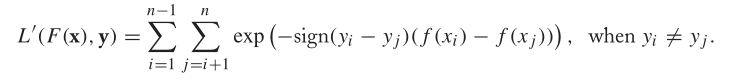 L′(F(𝐱), 𝐲) = ∑_{i=1}^{n−1} ∑_{j=i+1}^{n} exp (−sign(y_i − y_j)(f(x_i) − f(x_j))), when y_i ≠ y_j.